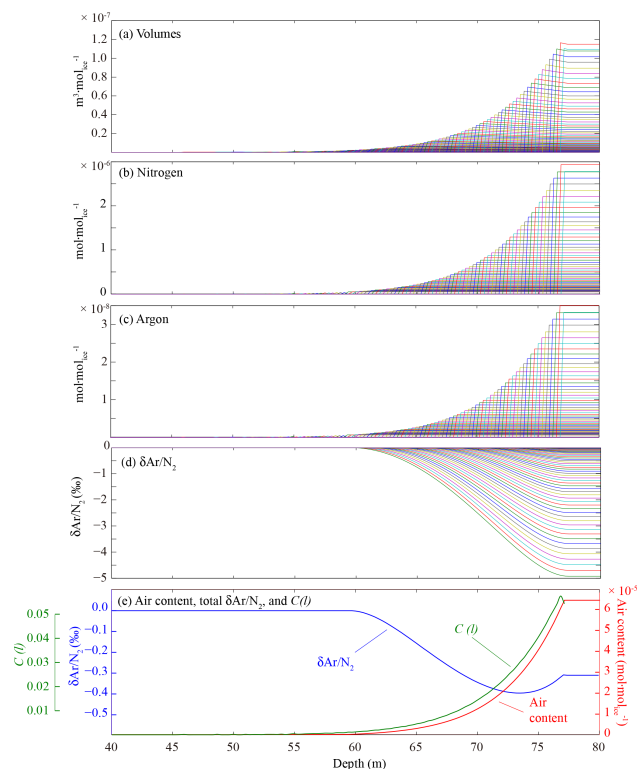 × 10⁻⁷
(a) Volumes
1.2
1
0.8
0.6
0.4
0.2
m³·mol_ice⁻¹
× 10⁻⁶
(b) Nitrogen
2
1
0
mol·mol_ice⁻¹
× 10⁻⁸
(c) Argon
3
2
1
mol·mol_ice⁻¹
0
(d) δAr/N₂
−1
−2
−3
−4
−5
δAr/N₂ (‰)
(e) Air content, total δAr/N₂, and C(l)
× 10⁻⁵
0.05
0.04
0.03
0.02
0.01
C (l)
0.0
−0.1
−0.2
−0.3
−0.4
−0.5
δAr/N₂ (‰)
δAr/N₂
C (l)
Air
content
6
5
4
3
2
1
0
Air content (mol·mol_ice⁻¹)
40 45 50 55 60 65 70 75 80
Depth (m)